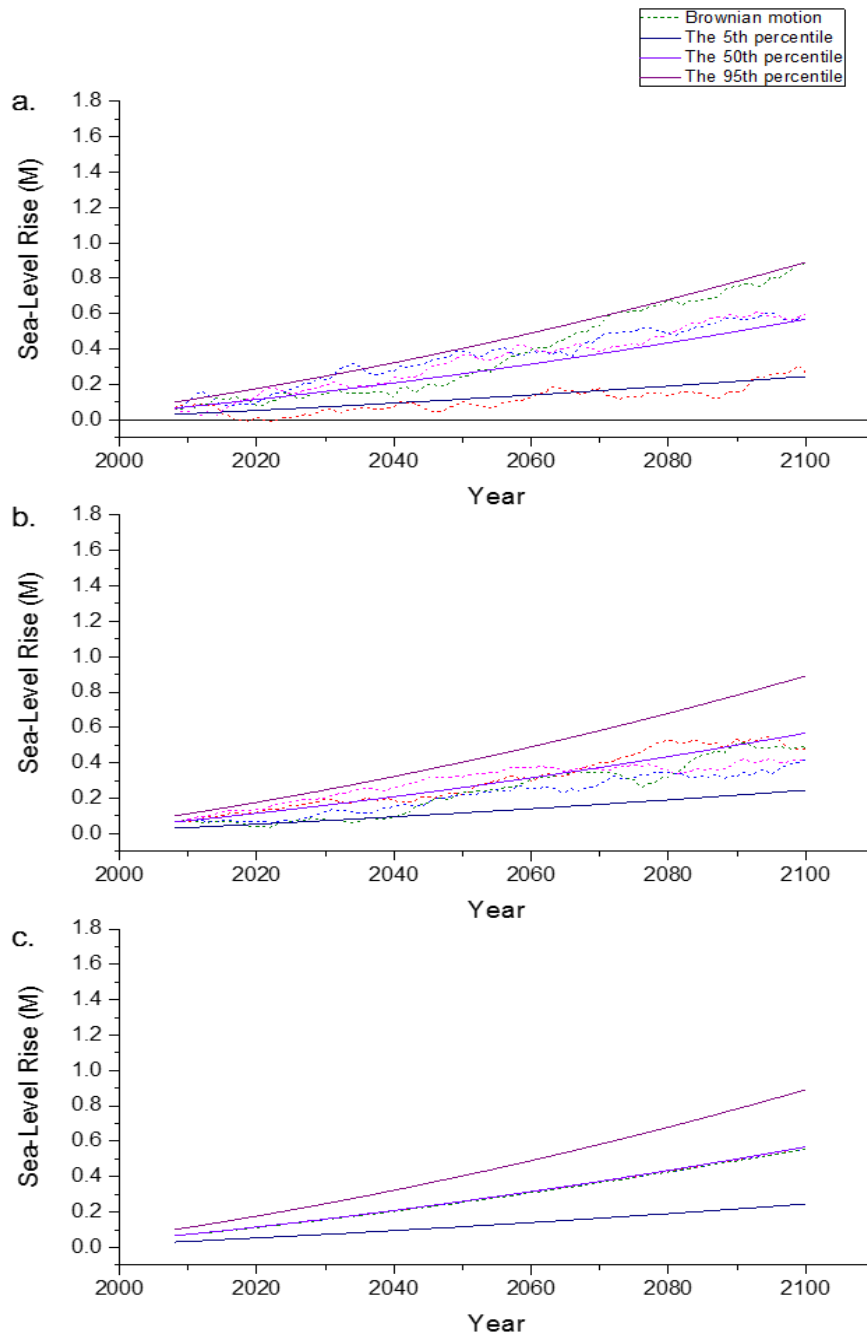 Brownian motion
The 5th percentile
The 50th percentile
The 95th percentile
a.
1.8
1.6
1.4
1.2
1.0
0.8
0.6
0.4
0.2
0.0
Sea-Level Rise (M)
2000 2020 2040 2060 2080 2100
Year
b.
1.8
1.6
1.4
1.2
1.0
0.8
0.6
0.4
0.2
0.0
Sea-Level Rise (M)
2000 2020 2040 2060 2080 2100
Year
c.
1.8
1.6
1.4
1.2
1.0
0.8
0.6
0.4
0.2
0.0
Sea-Level Rise (M)
2000 2020 2040 2060 2080 2100
Year